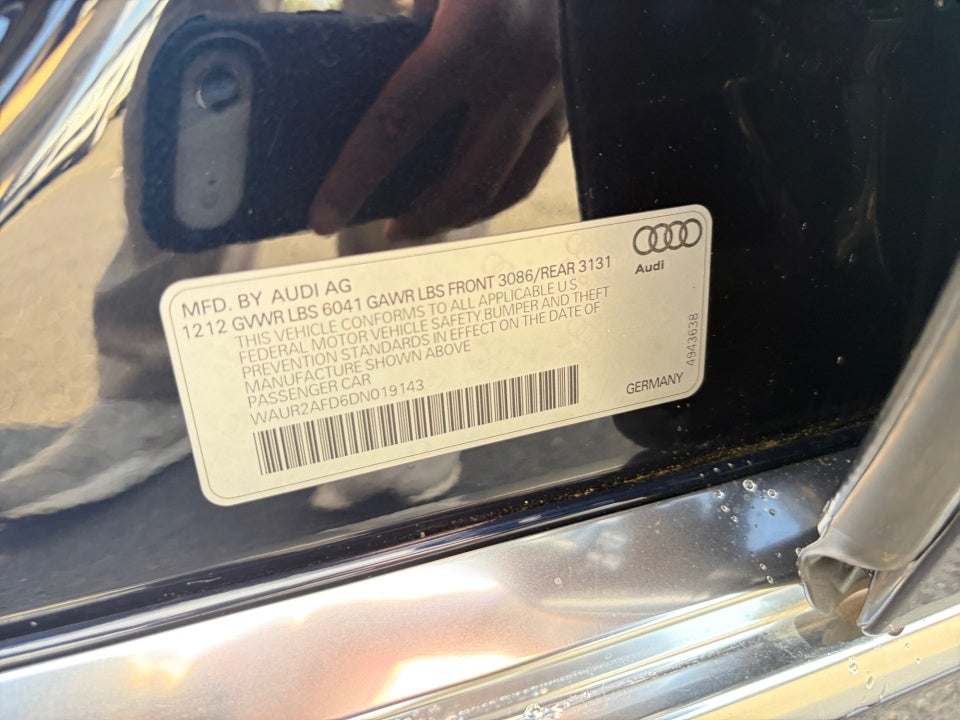 MFD. BY AUDI AG
1212 GVWR LBS 6041 GAWR LBS FRONT 3086/REAR 3131
THIS VEHICLE CONFORMS TO ALL APPLICABLE U.S.
FEDERAL MOTOR VEHICLE SAFETY,BUMPER AND THEFT
PREVENTION STANDARDS IN EFFECT ON THE DATE OF
MANUFACTURE SHOWN ABOVE
PASSENGER CAR
WAUR2AFD6DN019143
Audi
GERMANY
4943638